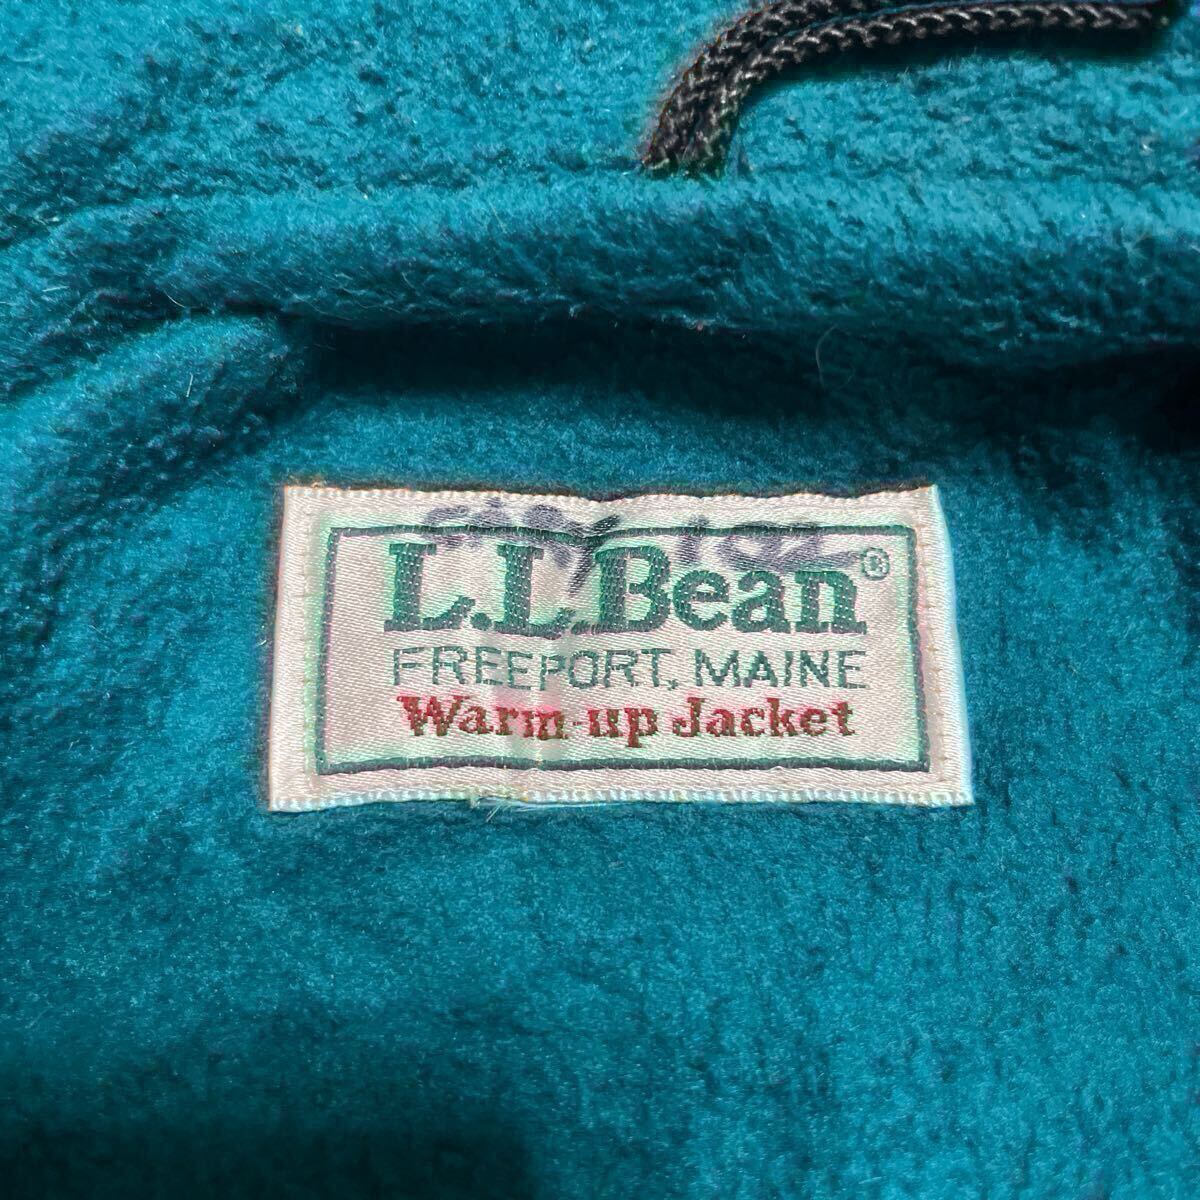 L.L.Bean®
FREEPORT, MAINE
Warm-up Jacket